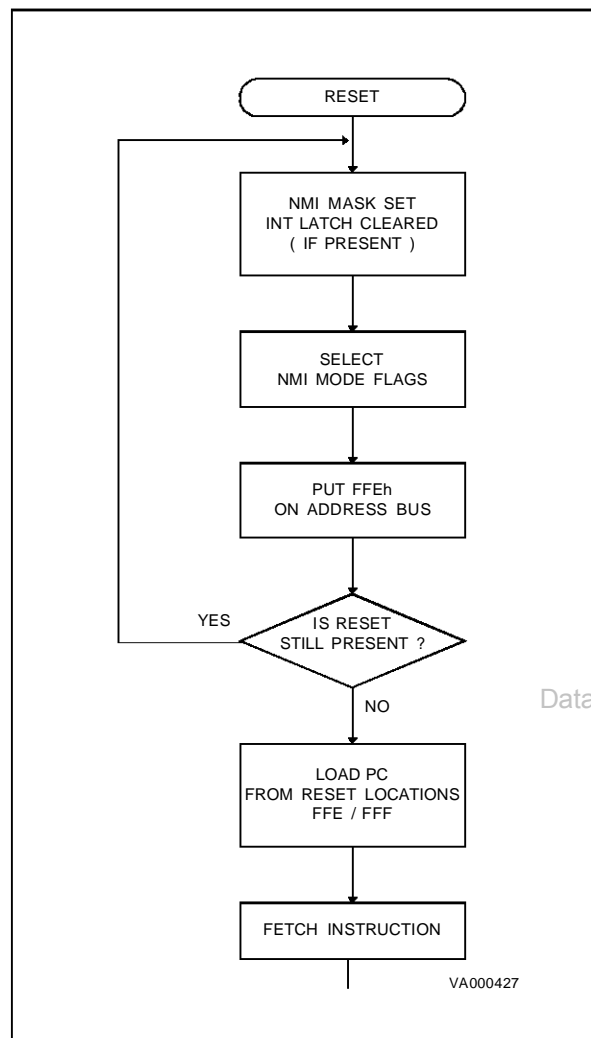 RESET
NMI MASK SET
INT LATCH CLEARED
( IF PRESENT )
SELECT
NMI MODE FLAGS
PUT FFEh
ON ADDRESS BUS
YES
IS RESET
STILL PRESENT ?
NO
Data
LOAD PC
FROM RESET LOCATIONS
FFE / FFF
FETCH INSTRUCTION
VA000427